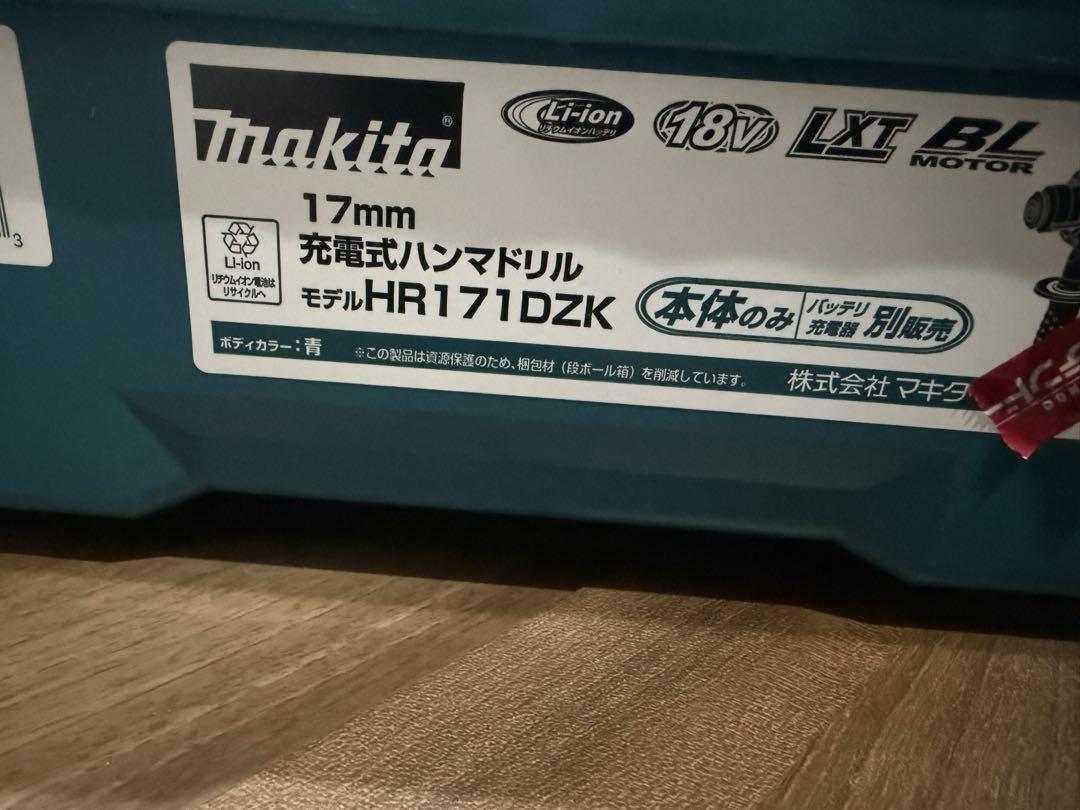 makita®
Li-ion
リチウムイオンバッテリ
18V
LXT
BL
MOTOR
17mm
充電式ハンマドリル
モデルHR171DZK
Li-ion
リチウムイオン電池は
リサイクルへ
本体のみ
バッテリ
充電器
別販売
ボディカラー：青
※この製品は資源保護のため、梱包材（段ボール箱）を削減しています。
株式会社 マキタ
3